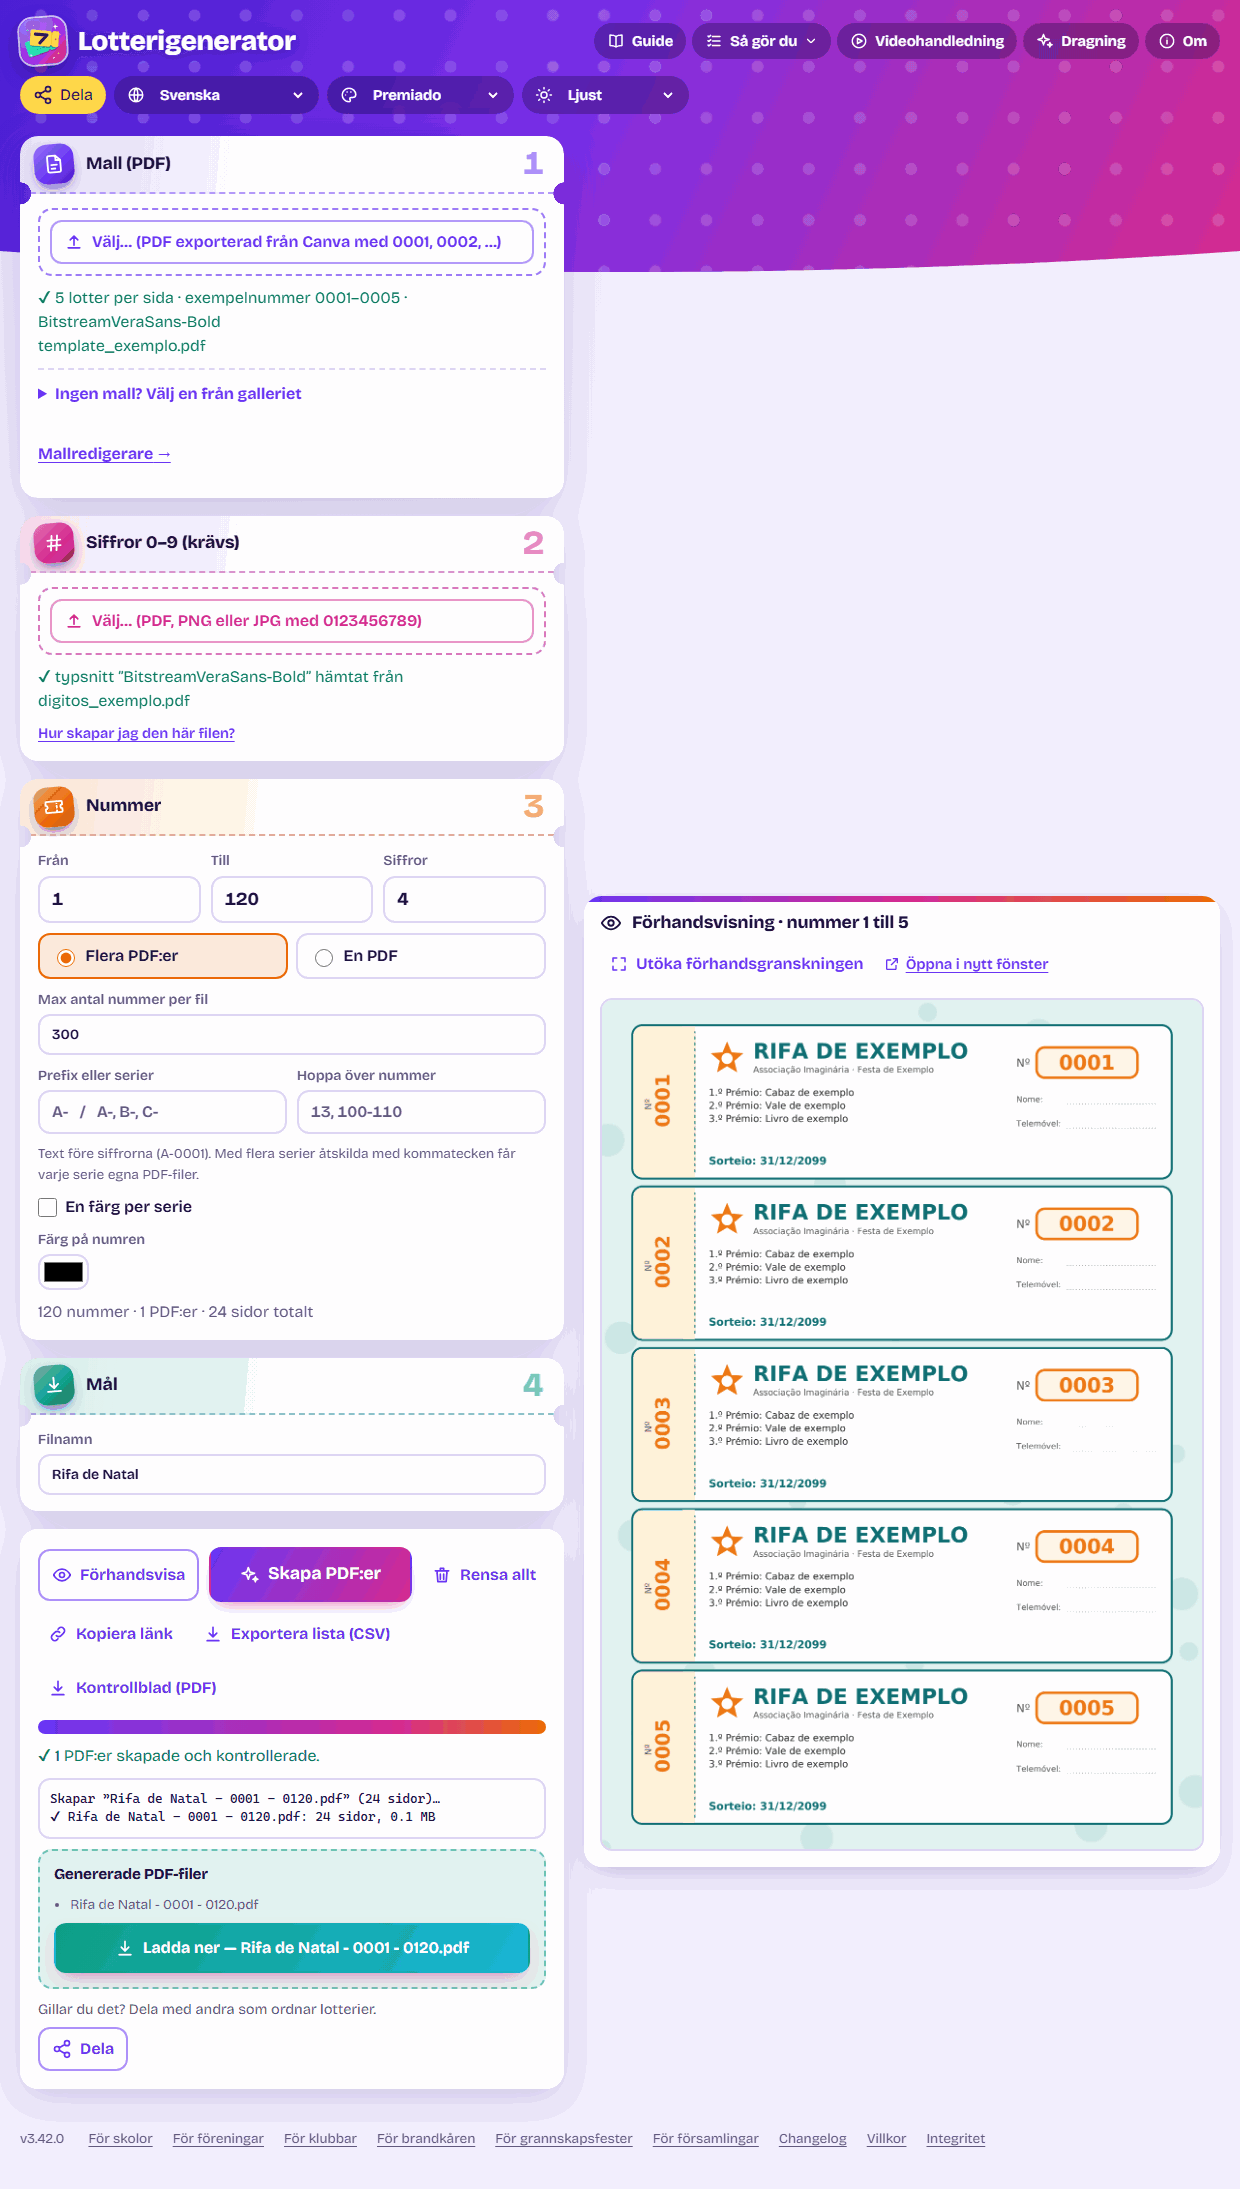 Lotterigenerator
Guide
Så gör du
Videohandledning
Dragning
Om
Dela
Svenska
Premiado
Ljust
Mall (PDF)
1
Välj... (PDF exporterad från Canva med 0001, 0002, ...)
✓ 5 lotter per sida · exempelnummer 0001–0005 ·
BitstreamVeraSans-Bold
template_exemplo.pdf
Ingen mall? Välj en från galleriet
Mallredigerare →
Siffror 0–9 (krävs)
2
Välj... (PDF, PNG eller JPG med 0123456789)
✓ typsnitt "BitstreamVeraSans-Bold" hämtat från
digitos_exemplo.pdf
Hur skapar jag den här filen?
Nummer
3
Från
Till
Siffror
1
120
4
Flera PDF:er
En PDF
Max antal nummer per fil
300
Prefix eller serier
Hoppa över nummer
A- / A-, B-, C-
13, 100-110
Text före siffrorna (A-0001). Med flera serier åtskilda med kommatecken får
varje serie egna PDF-filer.
En färg per serie
Färg på numren
120 nummer · 1 PDF:er · 24 sidor totalt
Mål
4
Filnamn
Rifa de Natal
Förhandsvisa
Skapa PDF:er
Rensa allt
Kopiera länk
Exportera lista (CSV)
Kontrollblad (PDF)
✓ 1 PDF:er skapade och kontrollerade.
Skapar ”Rifa de Natal – 0001 – 0120.pdf” (24 sidor)…
✓ Rifa de Natal – 0001 – 0120.pdf: 24 sidor, 0.1 MB
Genererade PDF-filer
• Rifa de Natal - 0001 - 0120.pdf
Ladda ner — Rifa de Natal - 0001 - 0120.pdf
Gillar du det? Dela med andra som ordnar lotterier.
Dela
Förhandsvisning · nummer 1 till 5
Utöka förhandsgranskningen
Öppna i nytt fönster
Nº 0001
RIFA DE EXEMPLO
Associação Imaginária · Festa de Exemplo
1.º Prémio: Cabaz de exemplo
2.º Prémio: Vale de exemplo
3.º Prémio: Livro de exemplo
Sorteio: 31/12/2099
Nº 0001
Nome:
Telemóvel:
Nº 0002
RIFA DE EXEMPLO
Associação Imaginária · Festa de Exemplo
1.º Prémio: Cabaz de exemplo
2.º Prémio: Vale de exemplo
3.º Prémio: Livro de exemplo
Sorteio: 31/12/2099
Nº 0002
Nome:
Telemóvel:
Nº 0003
RIFA DE EXEMPLO
Associação Imaginária · Festa de Exemplo
1.º Prémio: Cabaz de exemplo
2.º Prémio: Vale de exemplo
3.º Prémio: Livro de exemplo
Sorteio: 31/12/2099
Nº 0003
Nome:
Telemóvel:
Nº 0004
RIFA DE EXEMPLO
Associação Imaginária · Festa de Exemplo
1.º Prémio: Cabaz de exemplo
2.º Prémio: Vale de exemplo
3.º Prémio: Livro de exemplo
Sorteio: 31/12/2099
Nº 0004
Nome:
Telemóvel:
Nº 0005
RIFA DE EXEMPLO
Associação Imaginária · Festa de Exemplo
1.º Prémio: Cabaz de exemplo
2.º Prémio: Vale de exemplo
3.º Prémio: Livro de exemplo
Sorteio: 31/12/2099
Nº 0005
Nome:
Telemóvel:
v3.42.0
För skolor
För föreningar
För klubbar
För brandkåren
För grannskapsfester
För församlingar
Changelog
Villkor
Integritet